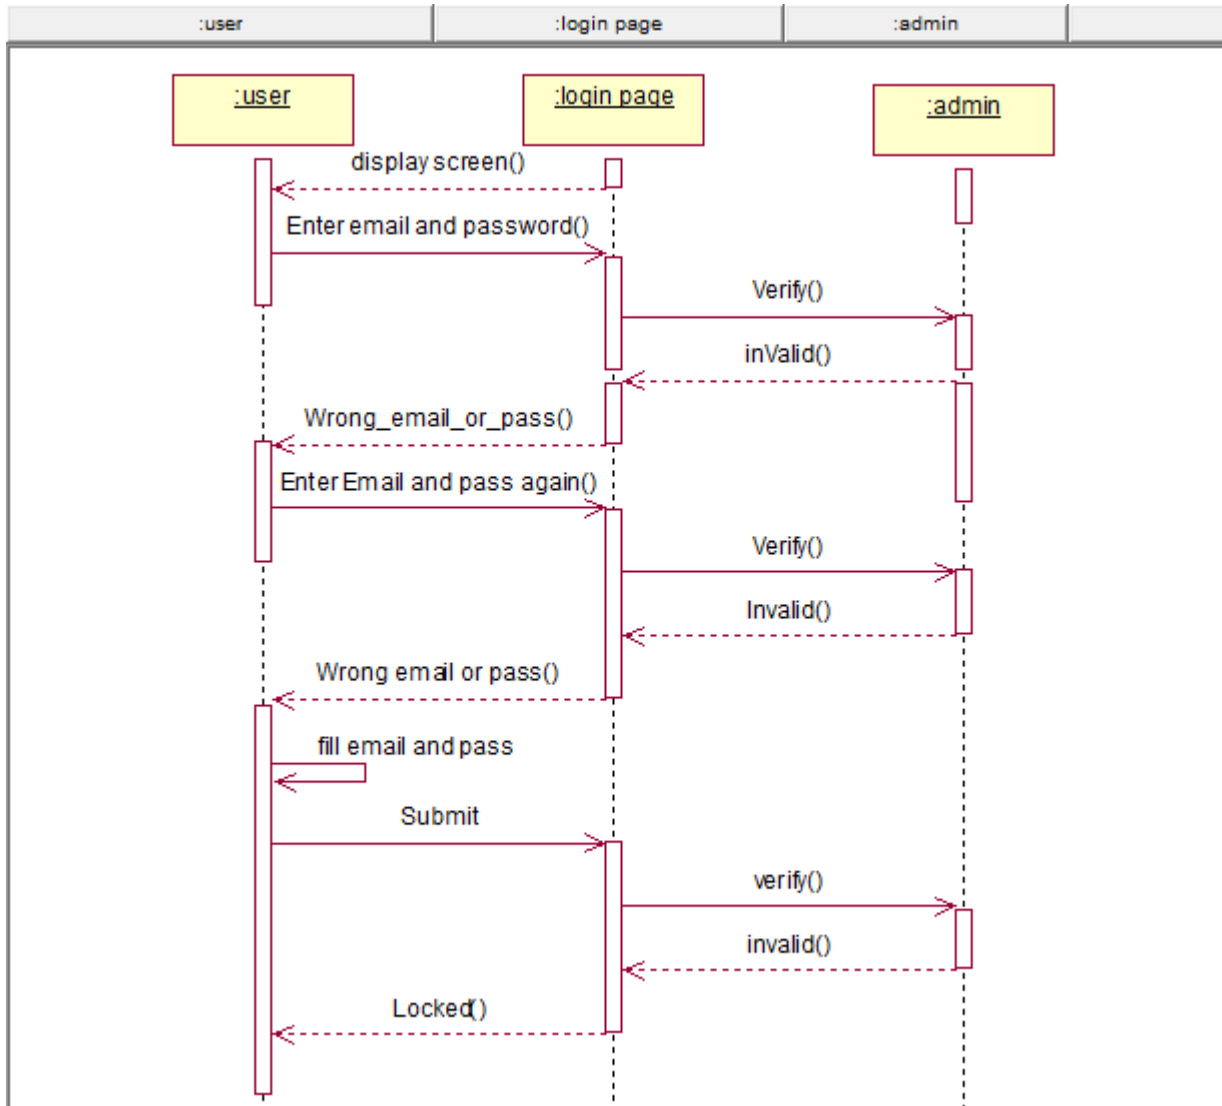 :user :login page :admin
:user :login page :admin
display screen()
Enter email and password()
Verify()
inValid()
Wrong_email_or_pass()
Enter Email and pass again()
Verify()
Invalid()
Wrong email or pass()
fill email and pass
Submit
verify()
invalid()
Locked()